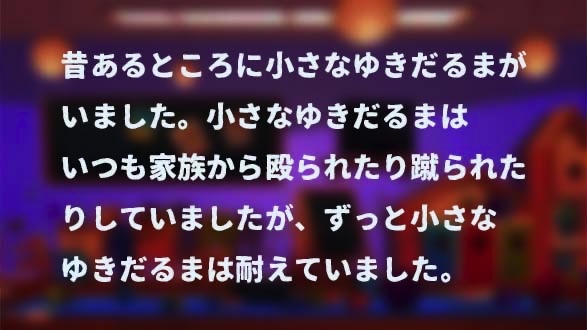 昔あるところに小さなゆきだるまが
いました。小さなゆきだるまは
いつも家族から殴られたり蹴られた
りしていましたが、ずっと小さな
ゆきだるまは耐えていました。